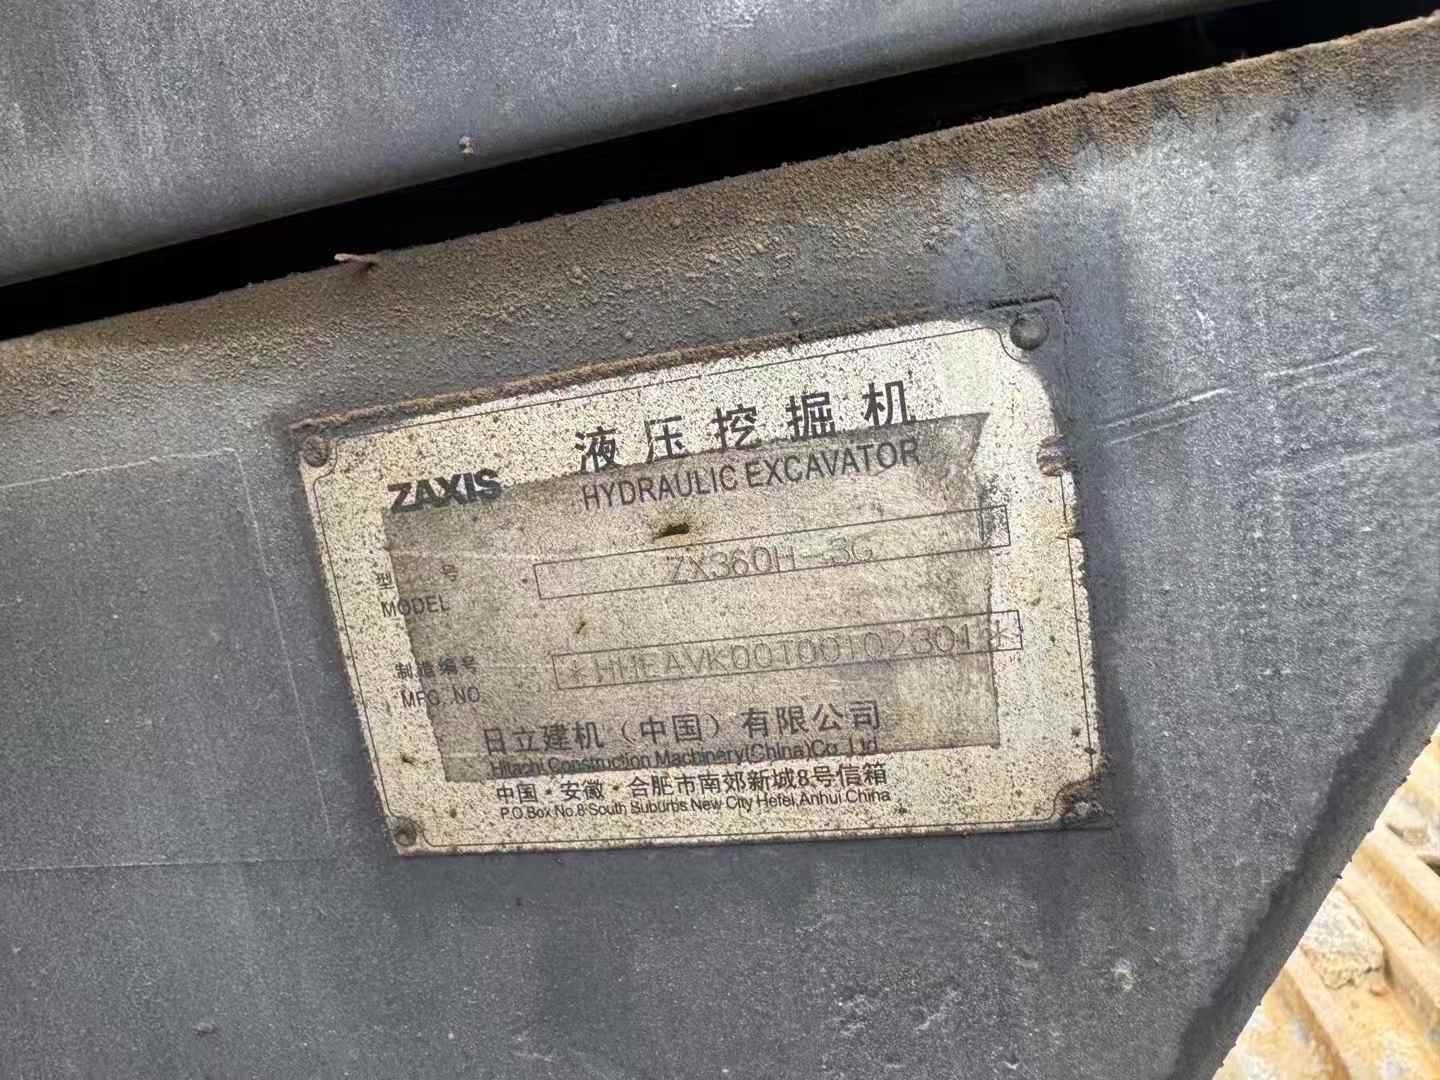 液压挖掘机
ZAXIS HYDRAULIC EXCAVATOR
型 号
MODEL ZX360H-3G
制造编号
MFG.NO.
日立建机（中国）有限公司
Hitachi Construction Machinery(China)Co.,Ltd.
中国·安徽·合肥市南郊新城8号信箱
P.O.Box No.8 South Suburbs New City Hefei,Anhui China